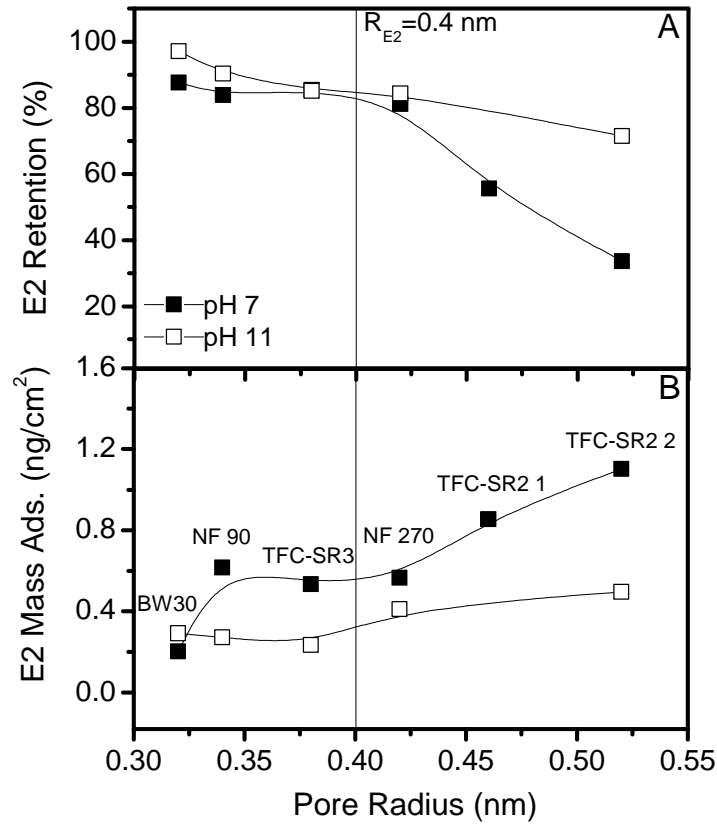 R_E2=0.4 nm
A
100
80
60
40
20
E2 Retention (%)
pH 7
pH 11
B
1.6
1.2
0.8
0.4
0.0
E2 Mass Ads. (ng/cm²)
BW30
NF 90
TFC-SR3
NF 270
TFC-SR2 1
TFC-SR2 2
0.30
0.35
0.40
0.45
0.50
0.55
Pore Radius (nm)